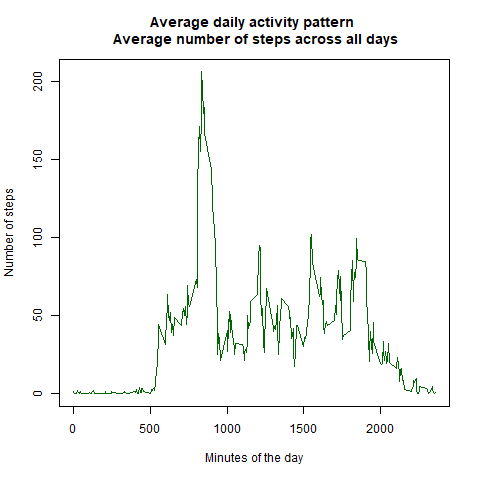 Average daily activity pattern
Average number of steps across all days
Number of steps
200
150
100
50
0
0 500 1000 1500 2000
Minutes of the day